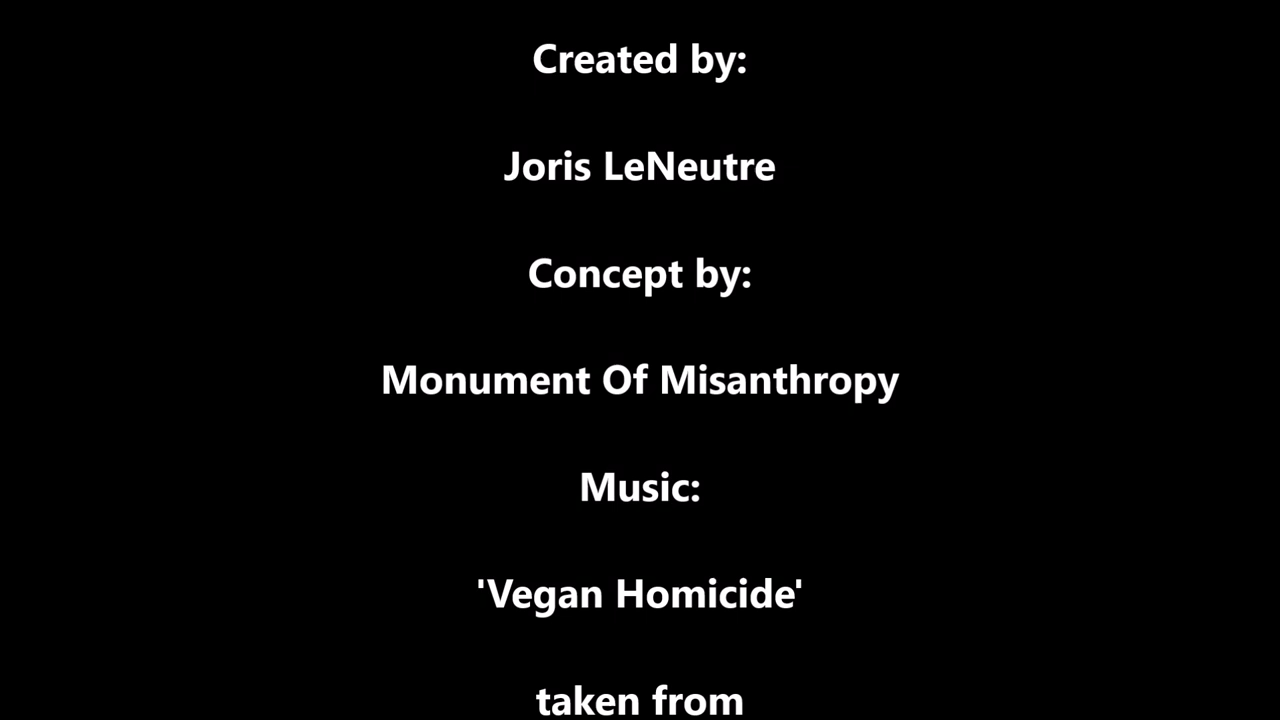 Created by:
Joris LeNeutre
Concept by:
Monument Of Misanthropy
Music:
'Vegan Homicide'
taken from